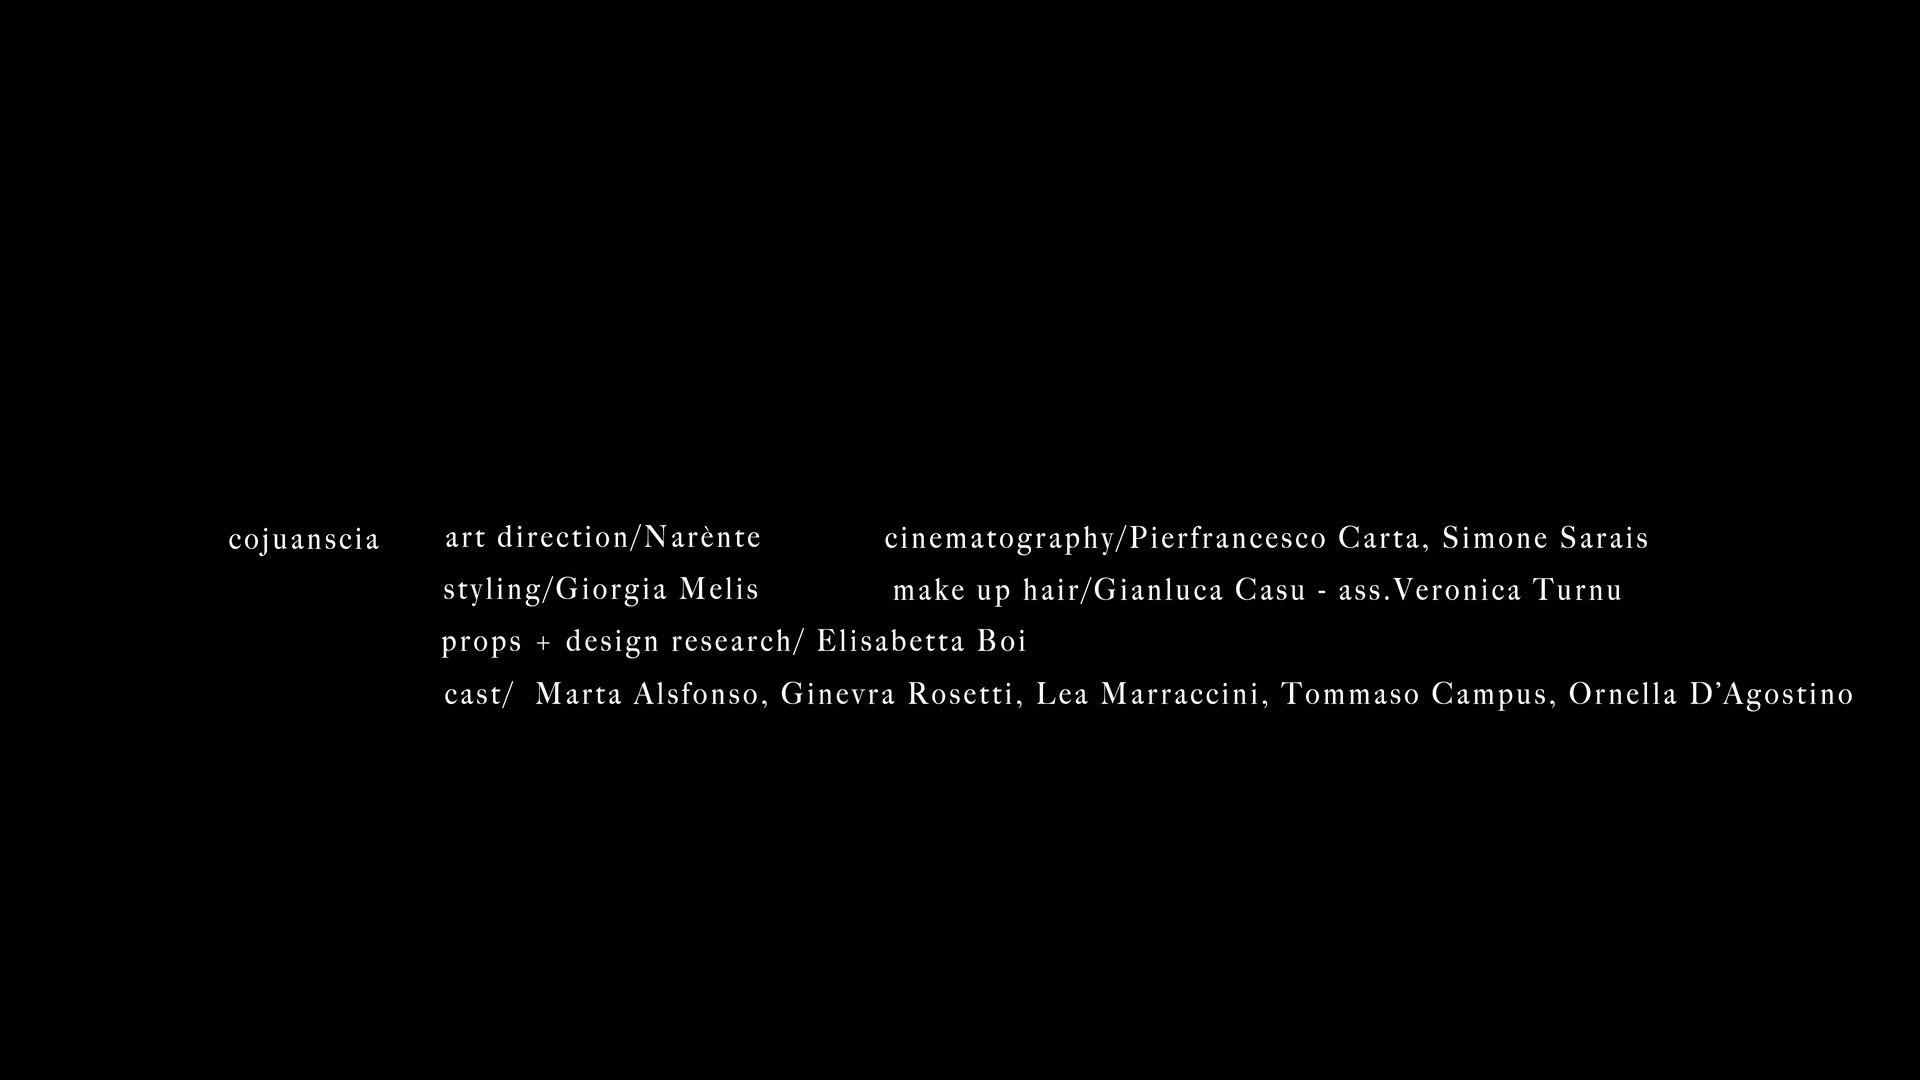 cojuanscia art direction/Narènte cinematography/Pierfrancesco Carta, Simone Sarais
styling/Giorgia Melis make up hair/Gianluca Casu - ass.Veronica Turnu
props + design research/ Elisabetta Boi
cast/ Marta Alsfonso, Ginevra Rosetti, Lea Marraccini, Tommaso Campus, Ornella D’Agostino